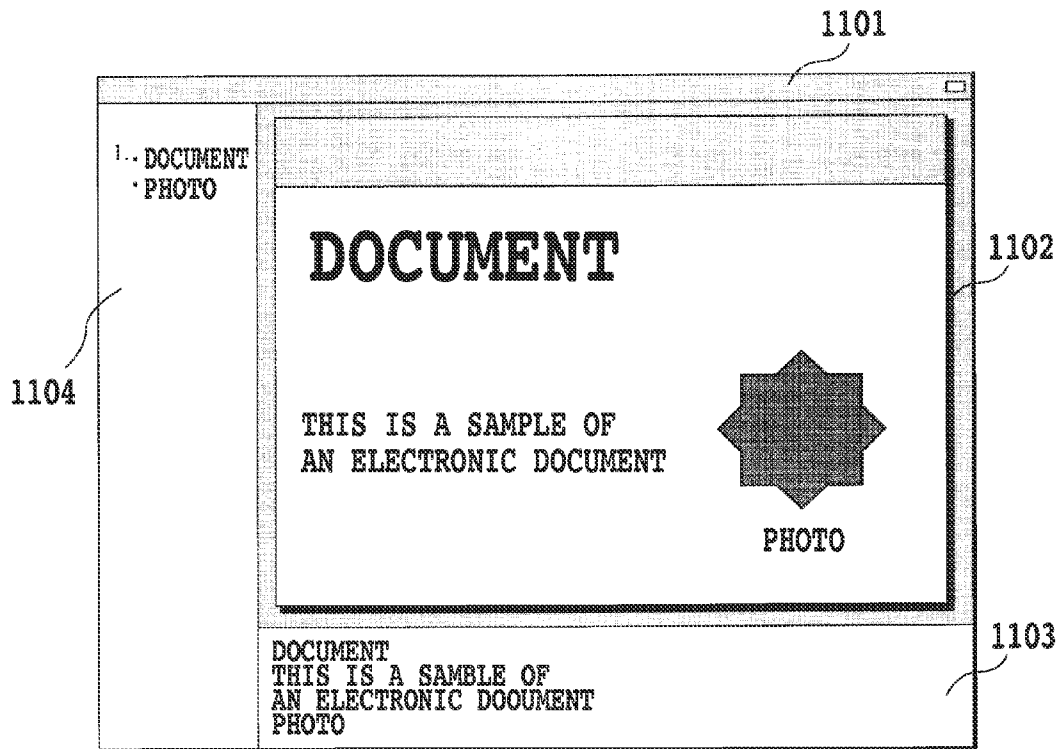 1101
1. . DOCUMENT
· PHOTO
DOCUMENT
1102
THIS IS A SAMPLE OF
AN ELECTRONIC DOCUMENT
PHOTO
1104
DOCUMENT
THIS IS A SAMBLE OF
AN ELECTRONIC DOOUMENT
PHOTO
1103